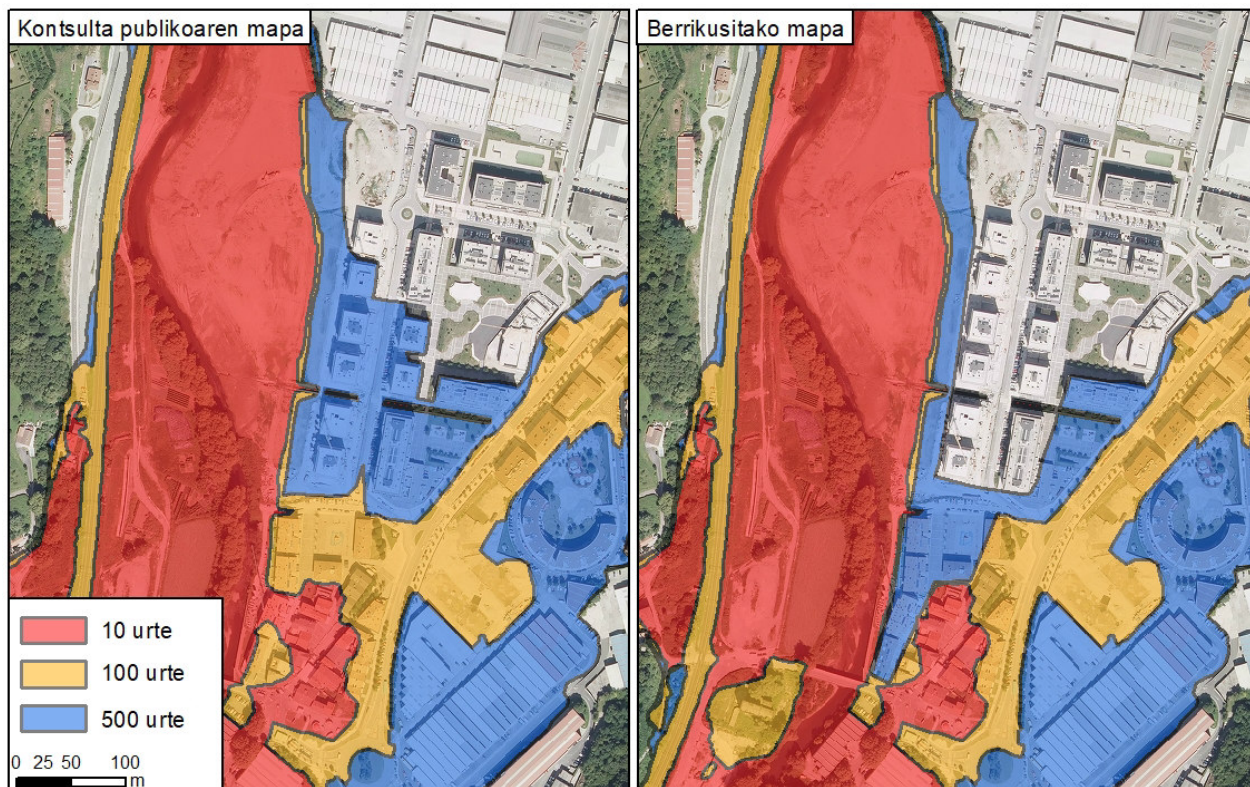 Kontsulta publikoaren mapa
Berrikusitako mapa
10 urte
100 urte
500 urte
0 25 50 100
m